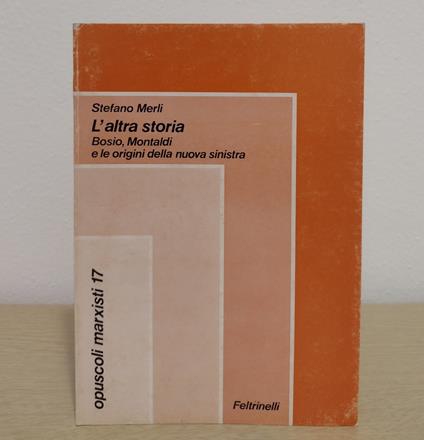 Stefano Merli
L'altra storia
Bosio, Montaldi
e le origini della nuova sinistra
opuscoli marxisti 17
Feltrinelli